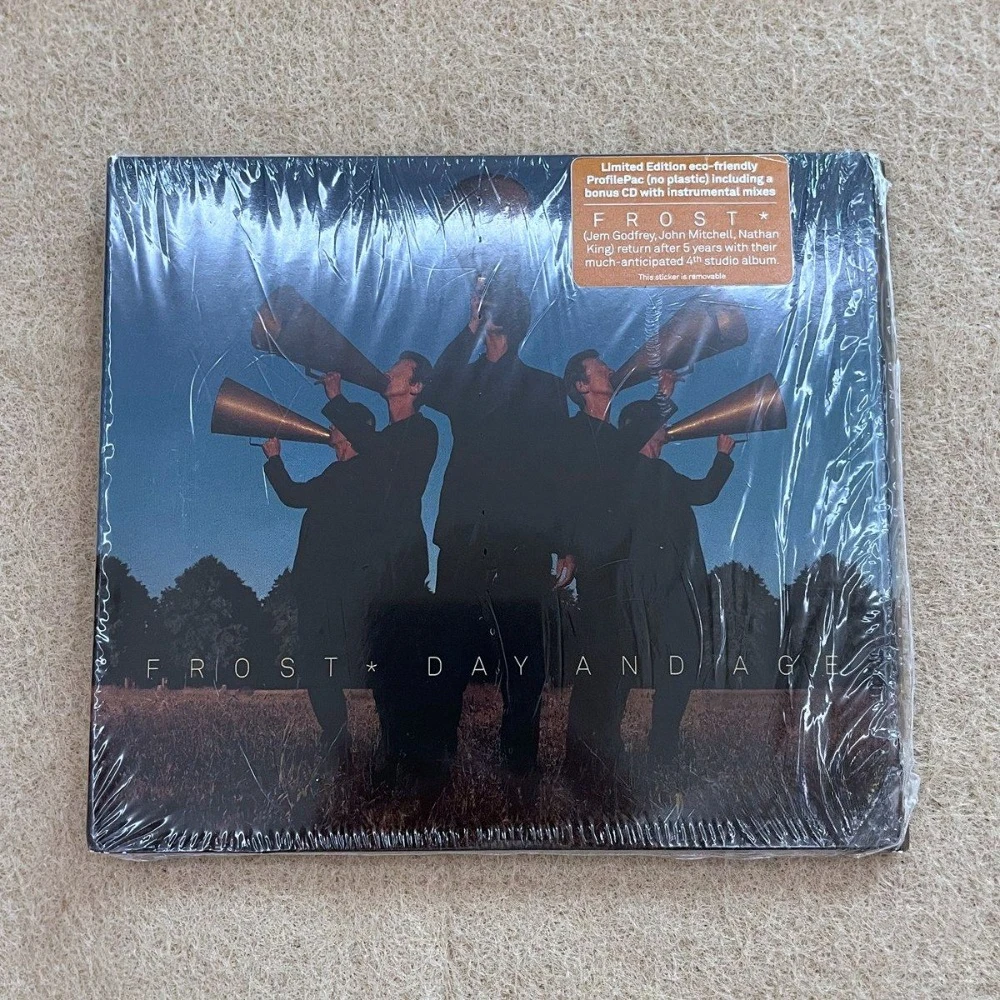 Limited Edition eco-friendly
ProfilePac (no plastic) including a
bonus CD with instrumental mixes
FROST*
(Jem Godfrey, John Mitchell, Nathan
King) return after 5 years with their
much-anticipated 4th studio album.
This sticker is removable
FROST* DAY AND AGE